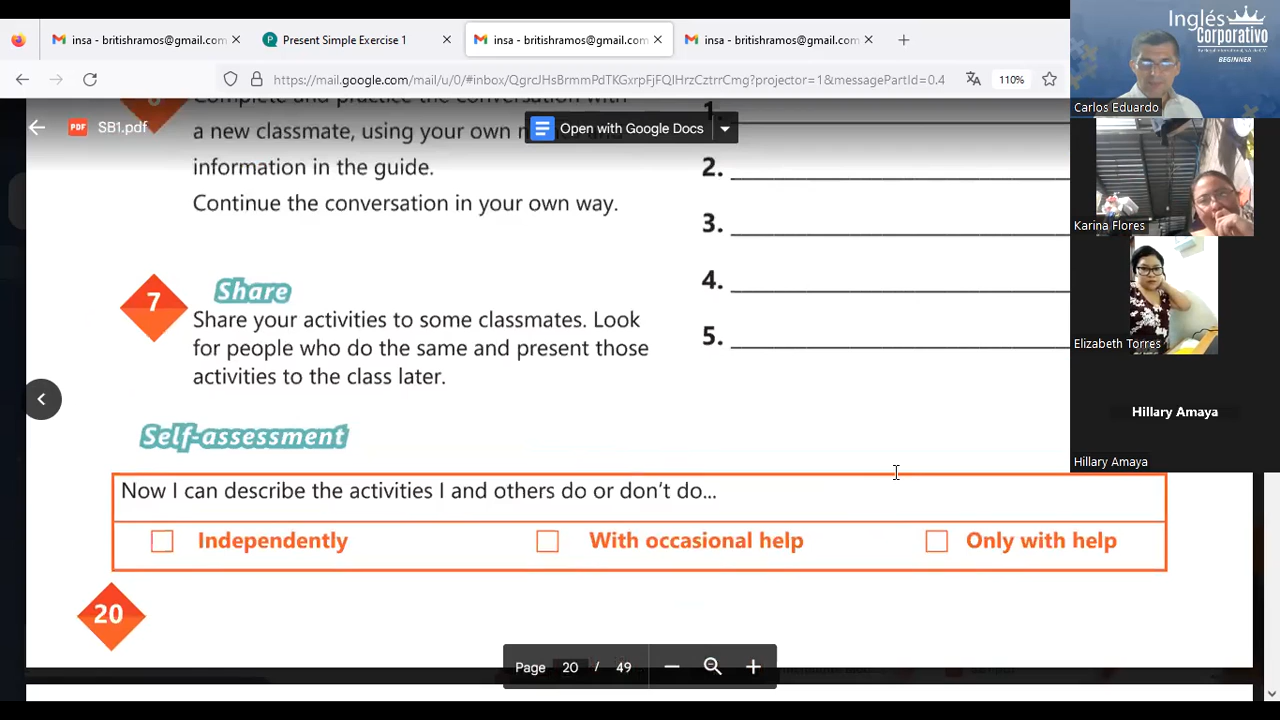 insa - britishramos@gmail.com
Present Simple Exercise 1
insa - britishramos@gmail.com
insa - britishramos@gmail.com
https://mail.google.com/mail/u/0/#inbox/QgrcJHsBrmmPdTKGxrpFjFQlHrzCztrrCmg?projector=1&messagePartId=0.4
110%
SB1.pdf
Open with Google Docs
Complete and practice the conversation with
a new classmate, using your own
information in the guide.
Continue the conversation in your own way.
1.
2.
3.
4.
5.
7
Share
Share your activities to some classmates. Look
for people who do the same and present those
activities to the class later.
Self-assessment
Now I can describe the activities I and others do or don't do...
Independently
With occasional help
Only with help
20
Page 20 / 49
Inglés
Corporativo
BEGINNER
Carlos Eduardo
Karina Flores
Elizabeth Torres
Hillary Amaya
Hillary Amaya